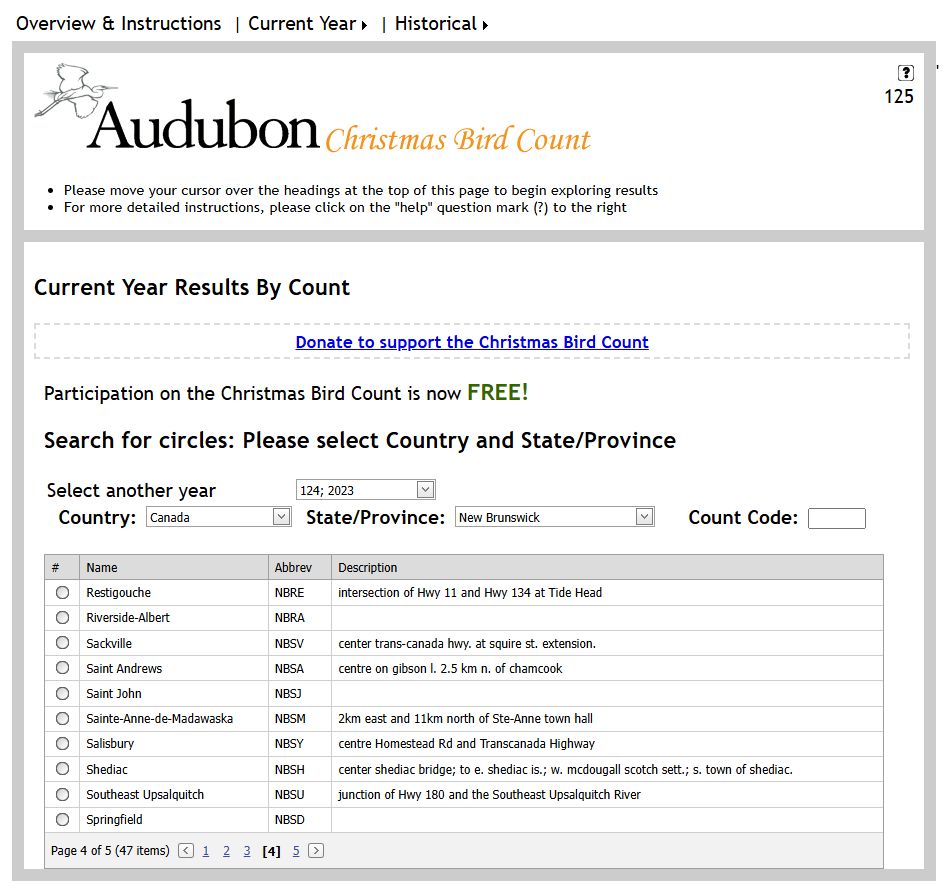 Overview & Instructions | Current Year | Historical
?
125
Audubon Christmas Bird Count
• Please move your cursor over the headings at the top of this page to begin exploring results
• For more detailed instructions, please click on the "help" question mark (?) to the right
Current Year Results By Count
Donate to support the Christmas Bird Count
Participation on the Christmas Bird Count is now FREE!
Search for circles: Please select Country and State/Province
Select another year 124; 2023
Country: Canada State/Province: New Brunswick Count Code:
# Name Abbrev Description
Restigouche NBRE intersection of Hwy 11 and Hwy 134 at Tide Head
Riverside-Albert NBRA
Sackville NBSV center trans-canada hwy. at squire st. extension.
Saint Andrews NBSA centre on gibson l. 2.5 km n. of chamcook
Saint John NBSJ
Sainte-Anne-de-Madawaska NBSM 2km east and 11km north of Ste-Anne town hall
Salisbury NBSY centre Homestead Rd and Transcanada Highway
Shediac NBSH center shediac bridge; to e. shediac is.; w. mcdougall scotch sett.; s. town of shediac.
Southeast Upsalquitch NBSU junction of Hwy 180 and the Southeast Upsalquitch River
Springfield NBSD
Page 4 of 5 (47 items) < 1 2 3 [4] 5 >